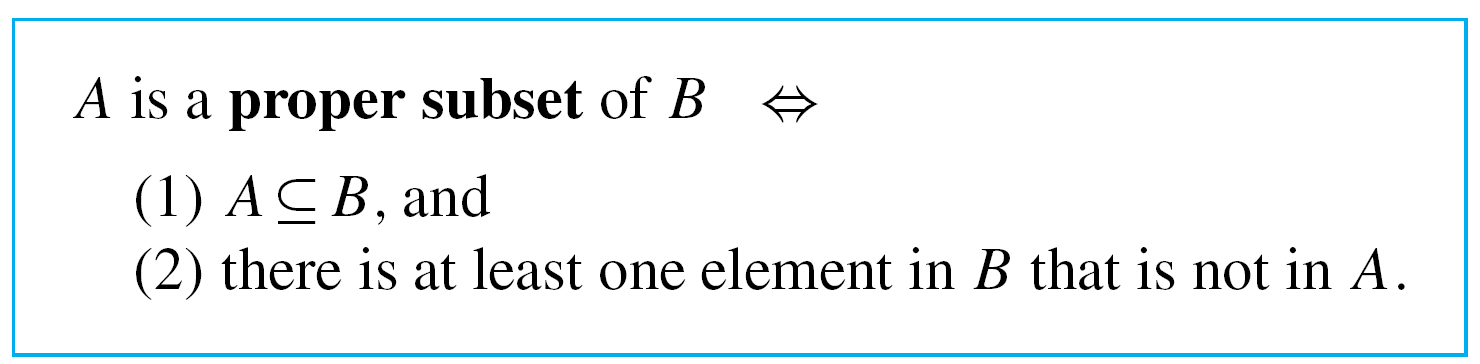 A is a proper subset of B ⇔
(1) A ⊆ B, and
(2) there is at least one element in B that is not in A.